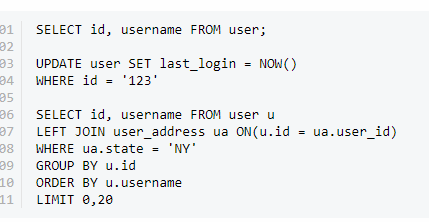 01 SELECT id, username FROM user;
02
03 UPDATE user SET last_login = NOW()
04 WHERE id = '123'
05
06 SELECT id, username FROM user u
07 LEFT JOIN user_address ua ON(u.id = ua.user_id)
08 WHERE ua.state = 'NY'
09 GROUP BY u.id
10 ORDER BY u.username
11 LIMIT 0,20